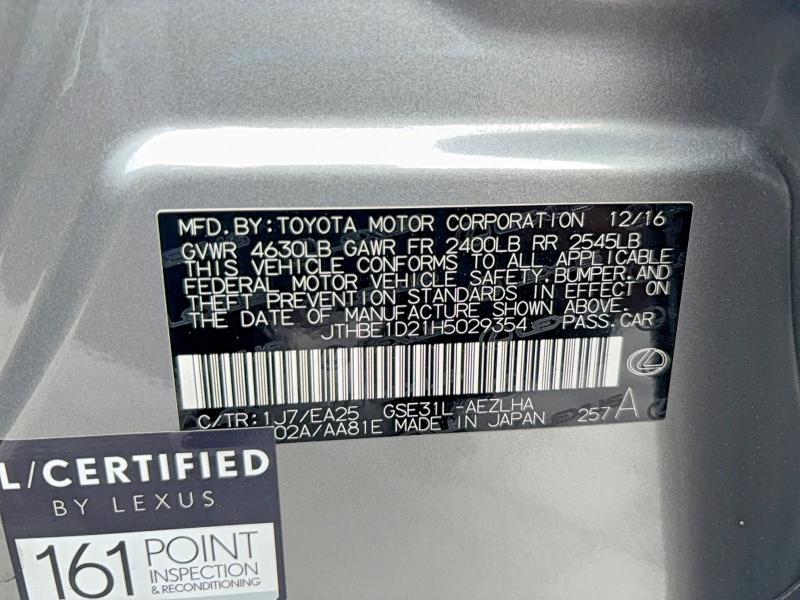 MFD. BY: TOYOTA MOTOR CORPORATION 12/16
GVWR 4630LB GAWR FR 2400LB RR 2545LB
THIS VEHICLE CONFORMS TO ALL APPLICABLE
FEDERAL MOTOR VEHICLE SAFETY, BUMPER, AND
THEFT PREVENTION STANDARDS IN EFFECT ON
THE DATE OF MANUFACTURE SHOWN ABOVE.
JTHBE1D21H5029354 PASS. CAR
C/TR: 1J7/EA25 GSE31L-AEZLHA
02A/AA81E MADE IN JAPAN 257 A
L/CERTIFIED
BY LEXUS
161 POINT
INSPECTION
& RECONDITIONING